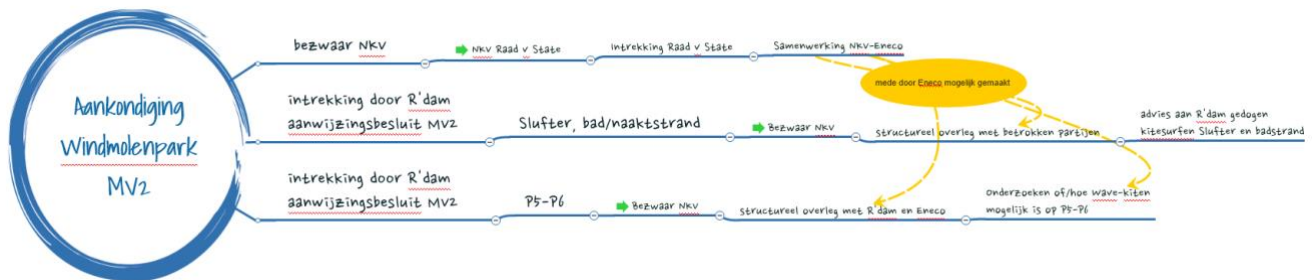 Aankondiging
Windmolenpark
MV2
bezwaar NKV
NKV Raad v State
Intrekking Raad v State
Samenwerking NKV-Eneco
mede door Eneco mogelijk gemaakt
intrekking door R'dam
aanwijzingsbesluit MV2
Slufter, bad/naaktstrand
Bezwaar NKV
structureel overleg met betrokken partijen
advies aan R'dam gedogen
kitesurfen Slufter en badstrand
intrekking door R'dam
aanwijzingsbesluit MV2
P5-P6
Bezwaar NKV
structureel overleg met R'dam en Eneco
onderzoeken of/hoe wave-kiten
mogelijk is op P5-P6